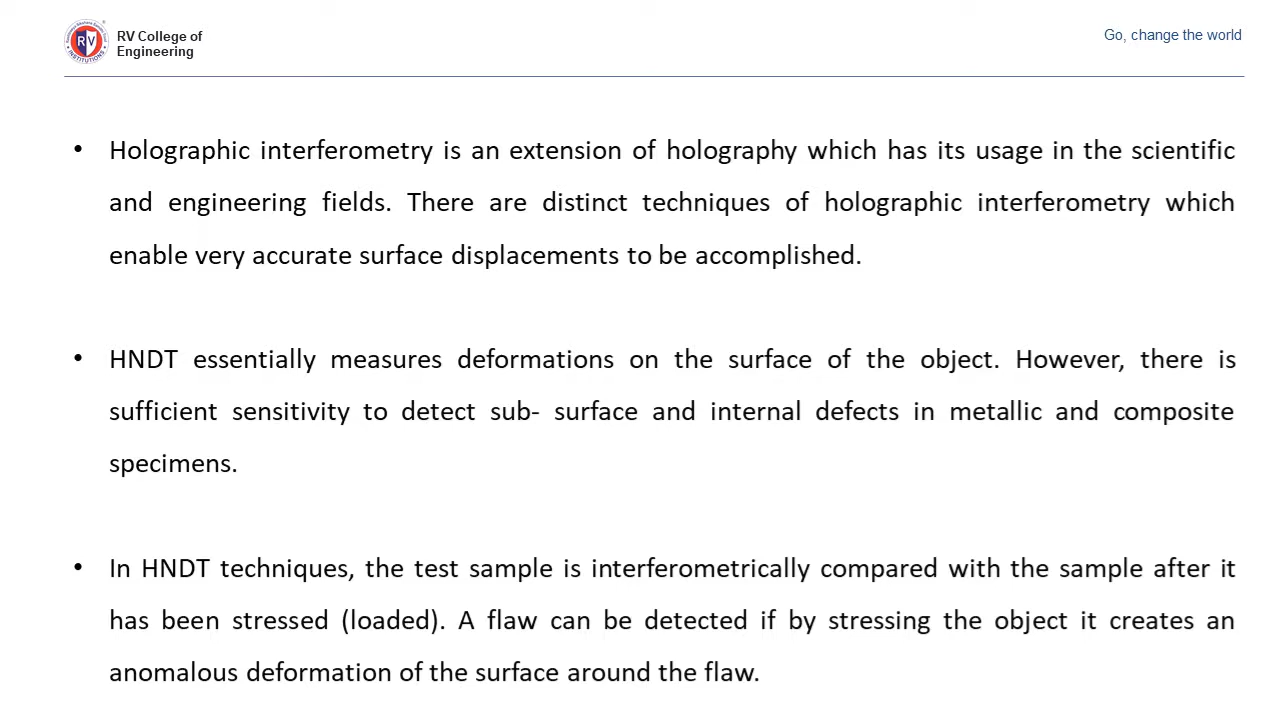 RV College of
Engineering
Go, change the world
• Holographic interferometry is an extension of holography which has its usage in the scientific
and engineering fields. There are distinct techniques of holographic interferometry which
enable very accurate surface displacements to be accomplished.
• HNDT essentially measures deformations on the surface of the object. However, there is
sufficient sensitivity to detect sub- surface and internal defects in metallic and composite
specimens.
• In HNDT techniques, the test sample is interferometrically compared with the sample after it
has been stressed (loaded). A flaw can be detected if by stressing the object it creates an
anomalous deformation of the surface around the flaw.